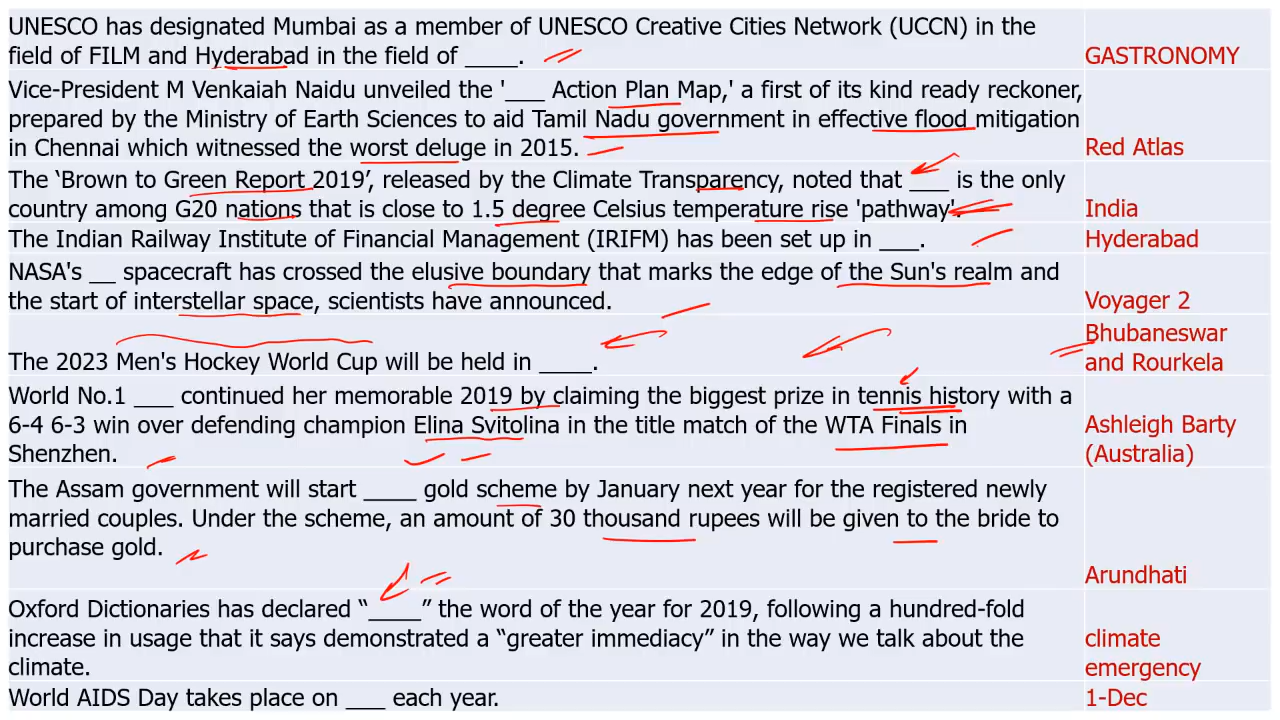 UNESCO has designated Mumbai as a member of UNESCO Creative Cities Network (UCCN) in the
field of FILM and Hyderabad in the field of ____.
GASTRONOMY
Vice-President M Venkaiah Naidu unveiled the '___ Action Plan Map,' a first of its kind ready reckoner,
prepared by the Ministry of Earth Sciences to aid Tamil Nadu government in effective flood mitigation
in Chennai which witnessed the worst deluge in 2015.
Red Atlas
The ‘Brown to Green Report 2019’, released by the Climate Transparency, noted that ___ is the only
country among G20 nations that is close to 1.5 degree Celsius temperature rise 'pathway'.
India
The Indian Railway Institute of Financial Management (IRIFM) has been set up in ___.
Hyderabad
NASA's __ spacecraft has crossed the elusive boundary that marks the edge of the Sun's realm and
the start of interstellar space, scientists have announced.
Voyager 2
The 2023 Men's Hockey World Cup will be held in ____.
Bhubaneswar
and Rourkela
World No.1 ___ continued her memorable 2019 by claiming the biggest prize in tennis history with a
6-4 6-3 win over defending champion Elina Svitolina in the title match of the WTA Finals in
Shenzhen.
Ashleigh Barty
(Australia)
The Assam government will start ____ gold scheme by January next year for the registered newly
married couples. Under the scheme, an amount of 30 thousand rupees will be given to the bride to
purchase gold.
Arundhati
Oxford Dictionaries has declared “____” the word of the year for 2019, following a hundred-fold
increase in usage that it says demonstrated a “greater immediacy” in the way we talk about the
climate.
climate
emergency
World AIDS Day takes place on ___ each year.
1-Dec